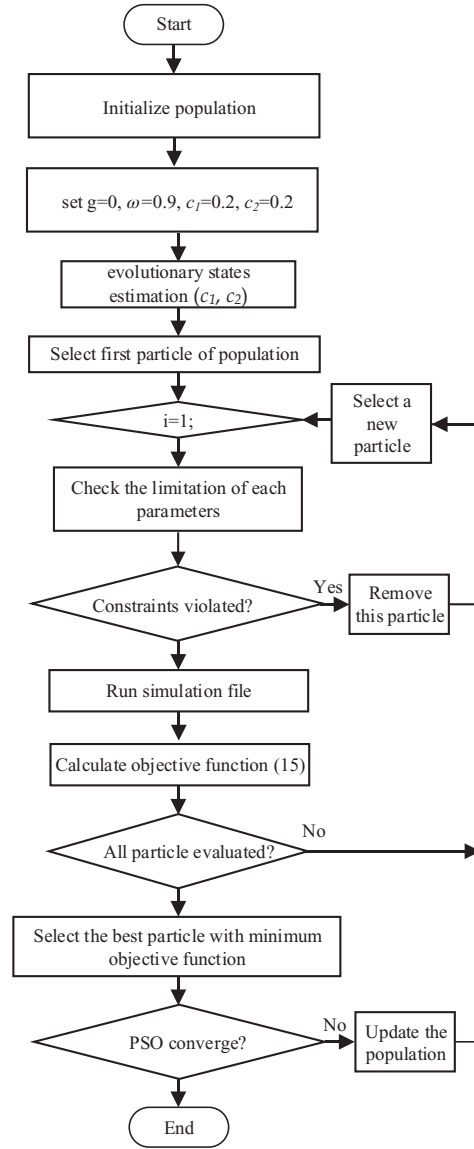 Start
Initialize population
set g=0, ω=0.9, c₁=0.2, c₂=0.2
evolutionary states
estimation (c₁, c₂)
Select first particle of population
i=1;
Select a
new
particle
Check the limitation of each
parameters
Constraints violated?
Yes
Remove
this particle
Run simulation file
Calculate objective function (15)
All particle evaluated?
No
Select the best particle with minimum
objective function
PSO converge?
No
Update the
population
End